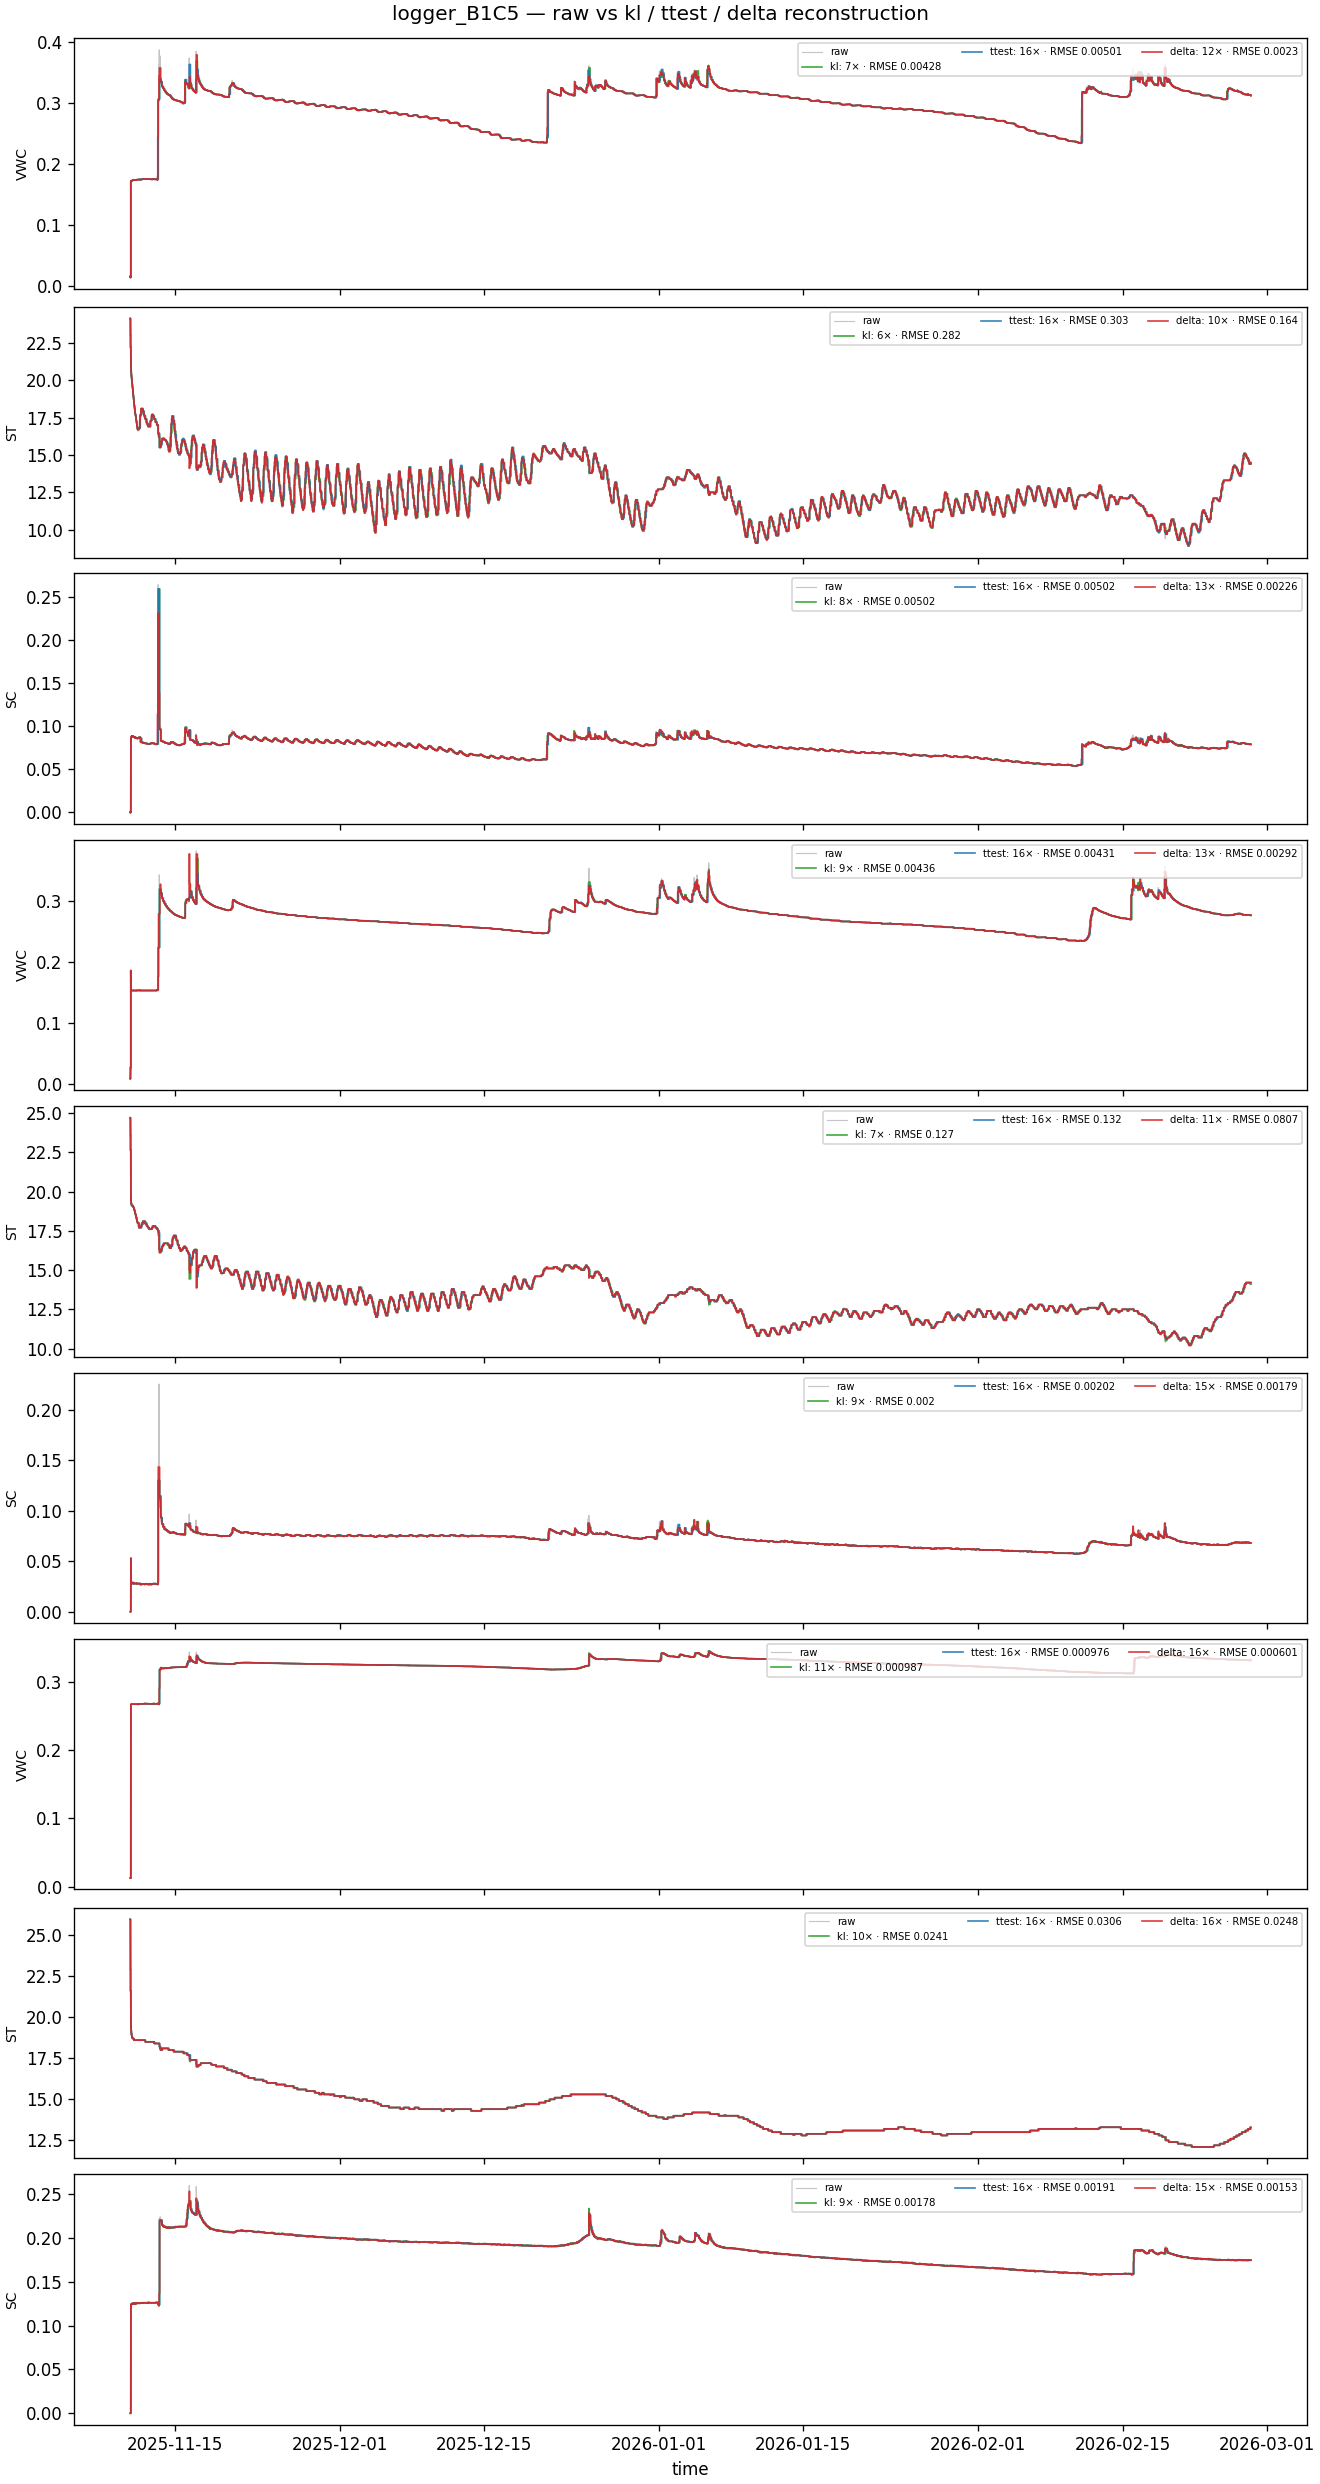 logger_B1C5 — raw vs kl / ttest / delta reconstruction
raw
kl: 7× · RMSE 0.00428
ttest: 16× · RMSE 0.00501
delta: 12× · RMSE 0.0023
VWC
0.4
0.3
0.2
0.1
0.0
raw
kl: 6× · RMSE 0.282
ttest: 16× · RMSE 0.303
delta: 10× · RMSE 0.164
ST
22.5
20.0
17.5
15.0
12.5
10.0
raw
kl: 8× · RMSE 0.00502
ttest: 16× · RMSE 0.00502
delta: 13× · RMSE 0.00226
SC
0.25
0.20
0.15
0.10
0.05
0.00
raw
kl: 9× · RMSE 0.00436
ttest: 16× · RMSE 0.00431
delta: 13× · RMSE 0.00292
VWC
0.3
0.2
0.1
0.0
raw
kl: 7× · RMSE 0.127
ttest: 16× · RMSE 0.132
delta: 11× · RMSE 0.0807
ST
25.0
22.5
20.0
17.5
15.0
12.5
10.0
raw
kl: 9× · RMSE 0.002
ttest: 16× · RMSE 0.00202
delta: 15× · RMSE 0.00179
SC
0.20
0.15
0.10
0.05
0.00
raw
kl: 11× · RMSE 0.000987
ttest: 16× · RMSE 0.000976
delta: 16× · RMSE 0.000601
VWC
0.3
0.2
0.1
0.0
raw
kl: 10× · RMSE 0.0241
ttest: 16× · RMSE 0.0306
delta: 16× · RMSE 0.0248
ST
25.0
22.5
20.0
17.5
15.0
12.5
raw
kl: 9× · RMSE 0.00178
ttest: 16× · RMSE 0.00191
delta: 15× · RMSE 0.00153
SC
0.25
0.20
0.15
0.10
0.05
0.00
2025-11-15 2025-12-01 2025-12-15 2026-01-01 2026-01-15 2026-02-01 2026-02-15 2026-03-01
time